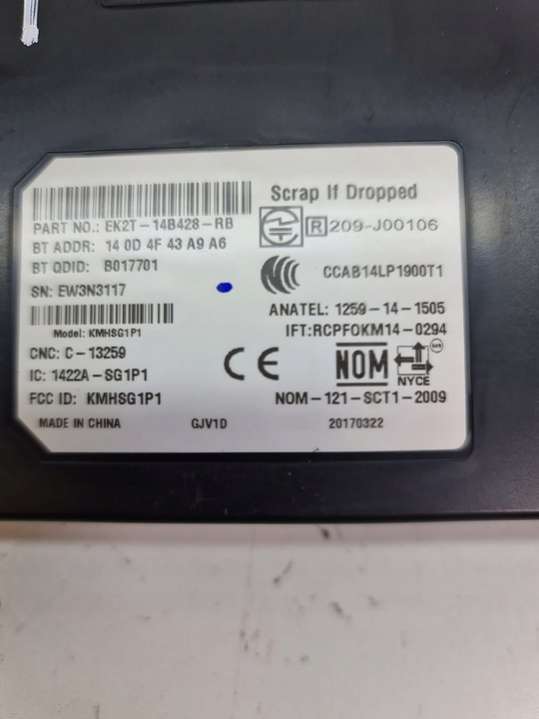 Scrap If Dropped
PART NO.: EK2T-14B428-RB
R 209-J00106
BT ADDR: 14 0D 4F 43 A9 A6
BT QDID: B017701
CCAB14LP1900T1
SN: EW3N3117
ANATEL: 1259-14-1505
Model: KMHSG1P1
IFT:RCPFOKM14-0294
CNC: C-13259
CE NOM
NYCE
IC: 1422A-SG1P1
FCC ID: KMHSG1P1
NOM-121-SCT1-2009
MADE IN CHINA GJV1D 20170322